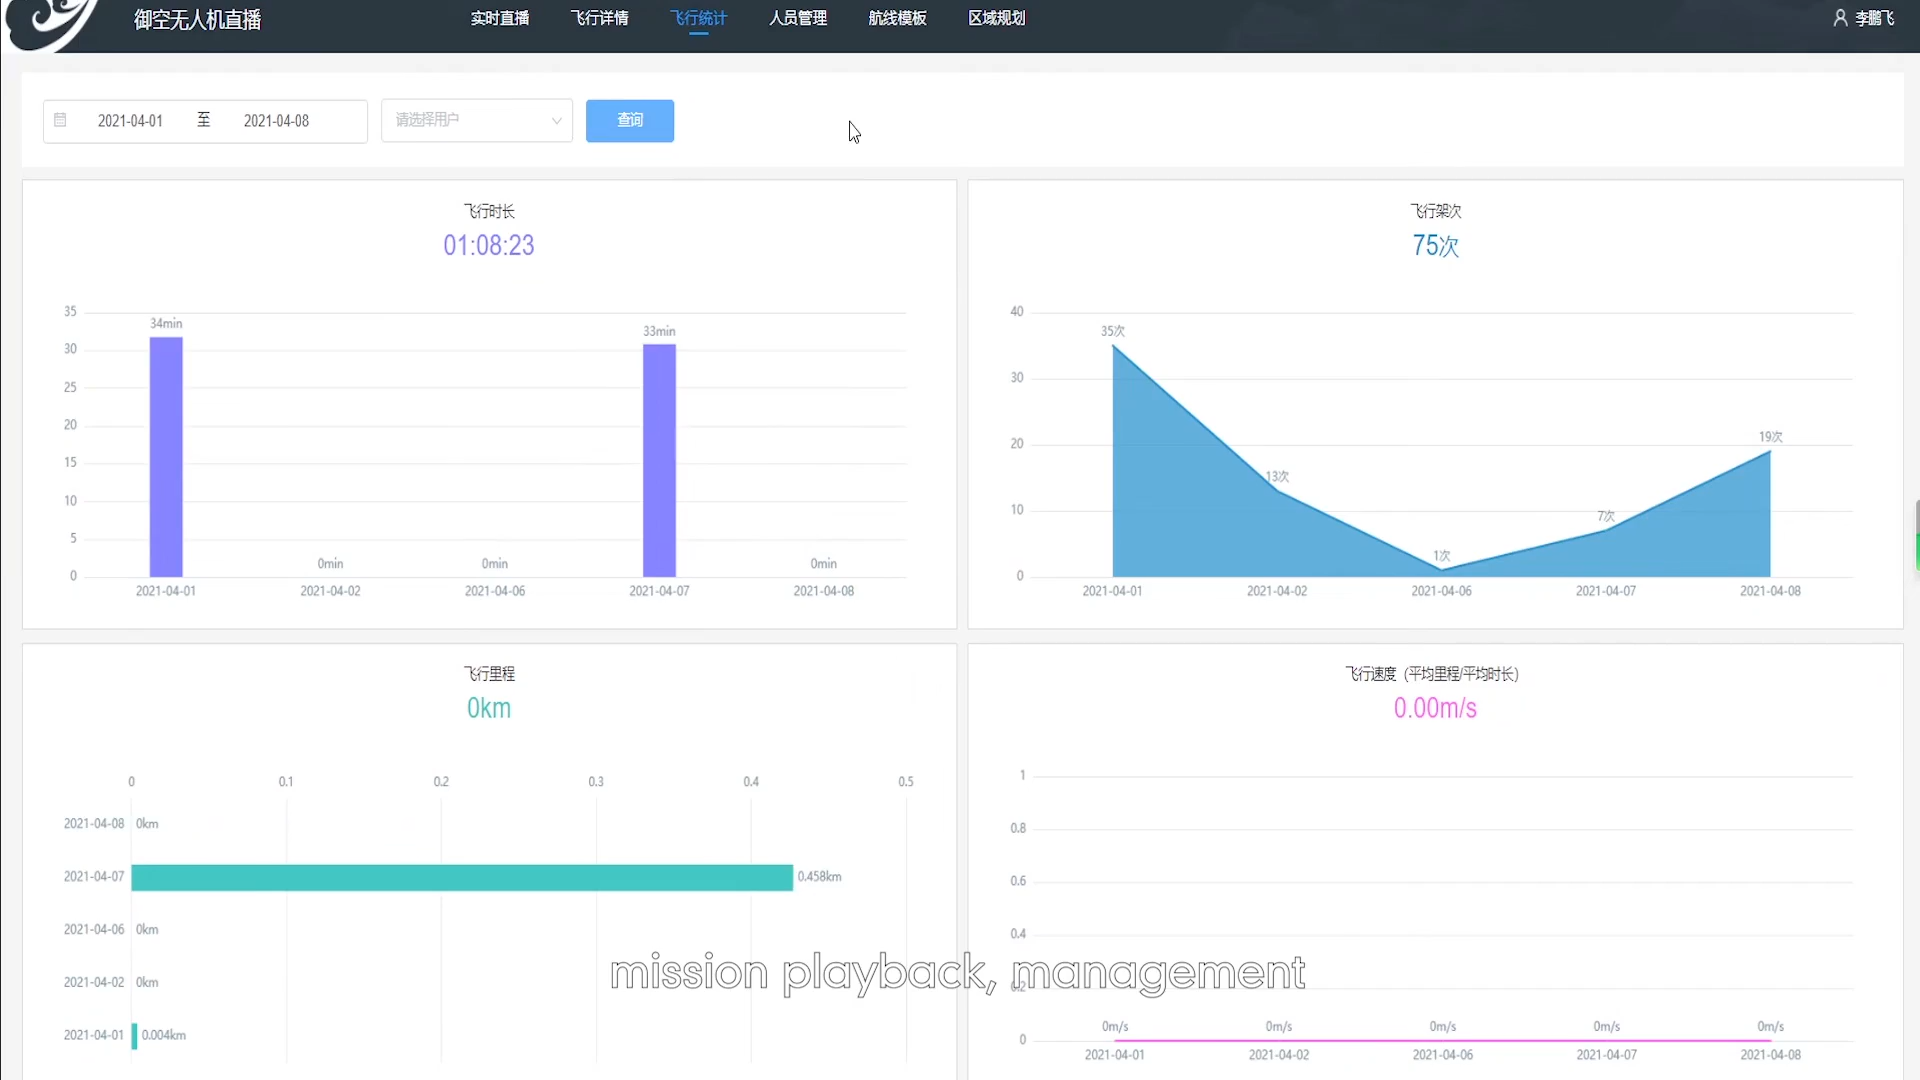 御空无人机直播
实时直播 飞行详情 飞行统计 人员管理 航线模板 区域规划
李鹏飞
2021-04-01 至 2021-04-08
请选择用户
查询
飞行时长
01:08:23
35
30
25
20
15
10
5
0
34min
0min
0min
33min
0min
2021-04-01 2021-04-02 2021-04-06 2021-04-07 2021-04-08
飞行架次
75次
40
30
20
10
0
35次
13次
1次
7次
19次
2021-04-01 2021-04-02 2021-04-06 2021-04-07 2021-04-08
飞行里程
0km
0 0.1 0.2 0.3 0.4 0.5
2021-04-08 0km
2021-04-07 0.458km
2021-04-06 0km
2021-04-02 0km
2021-04-01 0.004km
飞行速度（平均里程/平均时长）
0.00m/s
1
0.8
0.6
0.4
0.2
0
0m/s 0m/s 0m/s 0m/s 0m/s
2021-04-01 2021-04-02 2021-04-06 2021-04-07 2021-04-08
mission playback, management